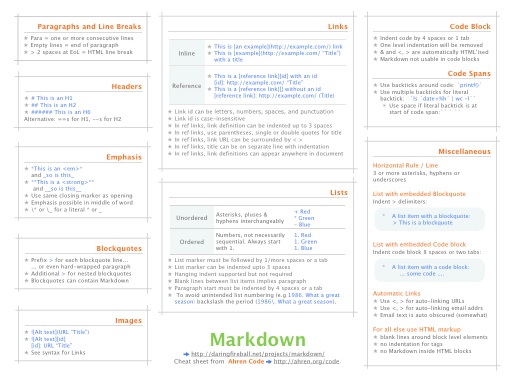 Paragraphs and Line Breaks
Para = one or more consecutive lines
Empty lines = end of paragraph
> 2 spaces at EoL = HTML line break
Headers
# This is an H1
## This is an H2
###### This is an H6
Alternative: ==s for H1, --s for H2
Emphasis
*This is an <em>*
and _so is this_
**This is a <strong>**
and __so is this__
Use same closing marker as opening
Emphasis possible in middle of word
\* or \_ for a literal * or _
Blockquotes
Prefix > for each blockquote line...
... or even hard-wrapped paragraph
Additional > for nested blockquotes
Blockquotes can contain Markdown
Images
![Alt text](URL "Title")
![Alt text][id]
[id]: URL "Title"
See syntax for Links
Links
Inline
This is [an example](http://example.com/) link
This is [an example](http://example.com/ "Title")
with a title
Reference
This is a [reference link][id] with an id
[id]: http://example.com/ "Title"
This is a [reference link][] without an id
[reference link]: http://example.com/ "Title"
Link id can be letters, numbers, spaces, and punctuation
Link id is case-insensitive
In ref links, link definition can be indented up to 3 spaces
In ref links, use parentheses, single or double quotes for title
In ref links, link URL can be surrounded by < >
In ref links, title can be on separate line with indentation
In ref links, link definitions can appear anywhere in document
Lists
Unordered
Asterisks, pluses &
hyphens interchangeably
* Red
+ Green
- Blue
Ordered
Numbers, not necessarily
sequential. Always start
with 1.
1. Red
1. Green
1. Blue
List marker must be followed by 1/more spaces or a tab
List marker can be indented upto 3 spaces
Hanging indent supported but not required
Blank lines between list items implies paragraph
Paragraph start must be indented by 4 spaces or a tab
To avoid unintended list numbering (e.g 1986. What a great
season) backslash the period (1986\. What a great season).
Markdown
http://daringfireball.net/projects/markdown/
Cheat sheet from Ahren Code http://ahren.org/code
Code Block
Indent code by 4 spaces or 1 tab
One level indentation will be removed
& and <, > are automatically HTML'ised
Markdown not usable in code blocks
Code Spans
Use backticks around code: `printf()`
Use multiple backticks for literal
backtick: ``ls `date+%h` | wc -l``
Use space if literal backtick is at
start of code span:
Miscellaneous
Horizontal Rule / Line
3 or more asterisks, hyphens or
underscores
List with embedded Blockquote
Indent > delimiters:
* A list item with a blockquote:
> This is a blockquote
List with embedded Code block
Indent code block 8 spaces or two tabs:
* A list item with a code block:
... some code ....
Automatic Links
Use <, > for auto-linking URLs
Use <, > for auto-linking email addrs
Email text is auto obscured (somewhat)
For all else use HTML markup
blank lines around block level elements
no indentation for tags
no Markdown inside HTML blocks